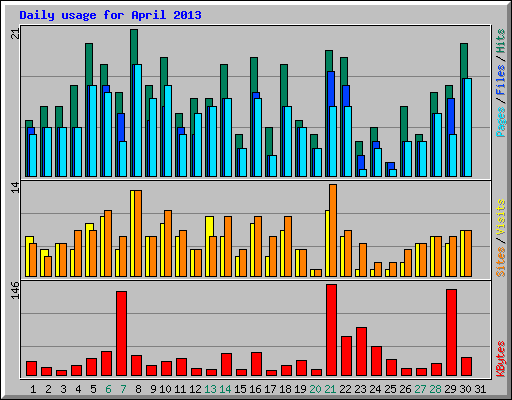 Daily usage for April 2013
21
14
146
Pages / Files / Hits
Sites / Visits
KBytes
1 2 3 4 5 6 7 8 9 10 11 12 13 14 15 16 17 18 19 20 21 22 23 24 25 26 27 28 29 30 31